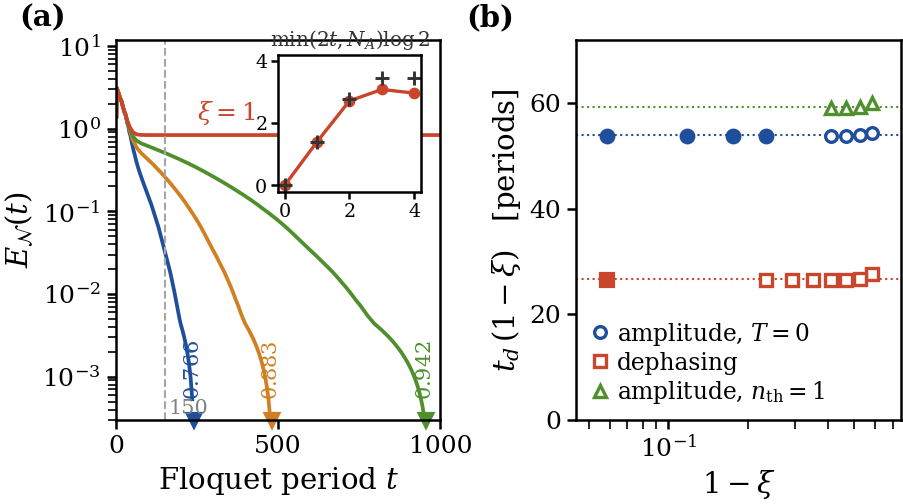 (a)
(b)
min(2t, N_A) log 2
10¹
10⁰
10⁻¹
10⁻²
10⁻³
E_𝒩(t)
ξ = 1
4
2
0
0 2 4
0.766
0.883
0.942
150
0 500 1000
Floquet period t
t_d (1 − ξ) [periods]
60
40
20
0
amplitude, T = 0
dephasing
amplitude, n_th = 1
10⁻¹
1 − ξ